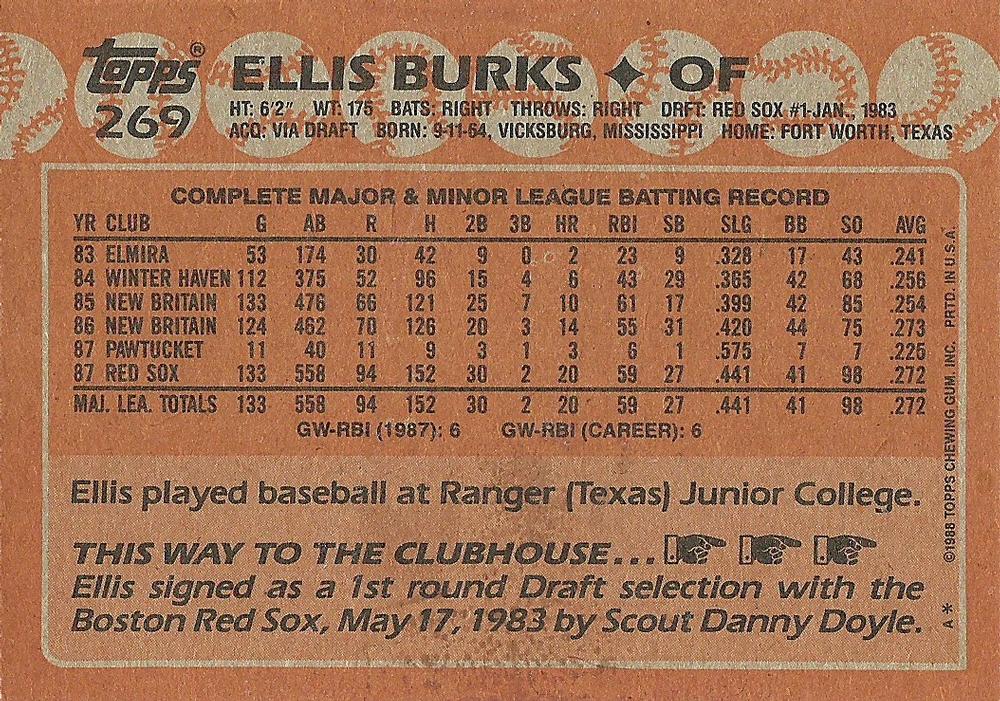 topps® ELLIS BURKS ✦ OF
269
HT: 6'2" WT: 175 BATS: RIGHT THROWS: RIGHT DRFT: RED SOX #1-JAN., 1983
ACQ: VIA DRAFT BORN: 9-11-64, VICKSBURG, MISSISSIPPI HOME: FORT WORTH, TEXAS
COMPLETE MAJOR & MINOR LEAGUE BATTING RECORD
YR CLUB G AB R H 2B 3B HR RBI SB SLG BB SO AVG
83 ELMIRA 53 174 30 42 9 0 2 23 9 .328 17 43 .241
84 WINTER HAVEN 112 375 52 96 15 4 6 43 29 .365 42 68 .256
85 NEW BRITAIN 133 476 66 121 25 7 10 61 17 .399 42 85 .254
86 NEW BRITAIN 124 462 70 126 20 3 14 55 31 .420 44 75 .273
87 PAWTUCKET 11 40 11 9 3 1 3 6 1 .575 7 7 .225
87 RED SOX 133 558 94 152 30 2 20 59 27 .441 41 98 .272
MAJ. LEA. TOTALS 133 558 94 152 30 2 20 59 27 .441 41 98 .272
GW-RBI (1987): 6 GW-RBI (CAREER): 6
Ellis played baseball at Ranger (Texas) Junior College.
THIS WAY TO THE CLUBHOUSE...
Ellis signed as a 1st round Draft selection with the
Boston Red Sox, May 17, 1983 by Scout Danny Doyle.
A * ©1988 TOPPS CHEWING GUM, INC. PRTD. IN U.S.A.